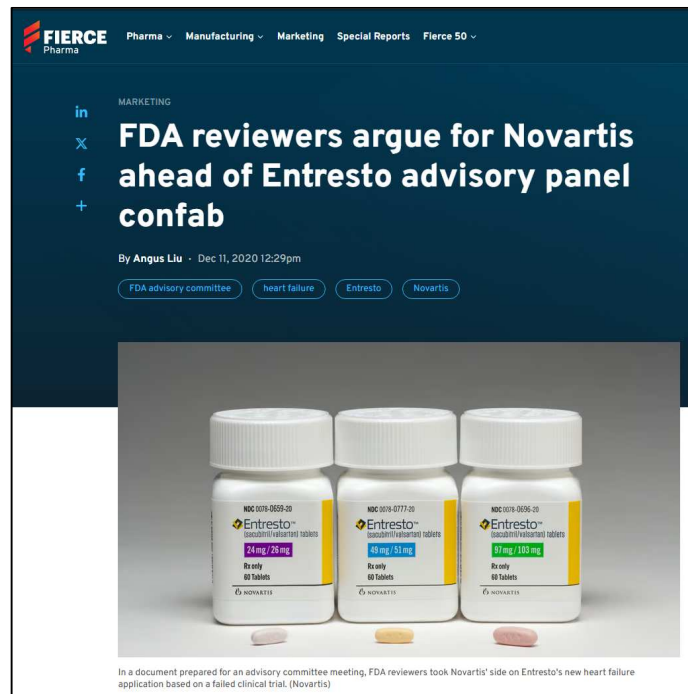 FIERCE
Pharma
Pharma Manufacturing Marketing Special Reports Fierce 50
MARKETING
FDA reviewers argue for Novartis
ahead of Entresto advisory panel
confab
By Angus Liu · Dec 11, 2020 12:29pm
FDA advisory committee heart failure Entresto Novartis
NDC 0078-0659-20
Entresto™
(sacubitril/valsartan) tablets
24 mg/26 mg
Rx only
60 Tablets
NOVARTIS
NDC 0078-0777-20
Entresto™
(sacubitril/valsartan) tablets
49 mg/51 mg
Rx only
60 Tablets
NOVARTIS
NDC 0078-0696-20
Entresto™
(sacubitril/valsartan) tablets
97 mg/103 mg
Rx only
60 Tablets
NOVARTIS
In a document prepared for an advisory committee meeting, FDA reviewers took Novartis' side on Entresto's new heart failure
application based on a failed clinical trial. (Novartis)